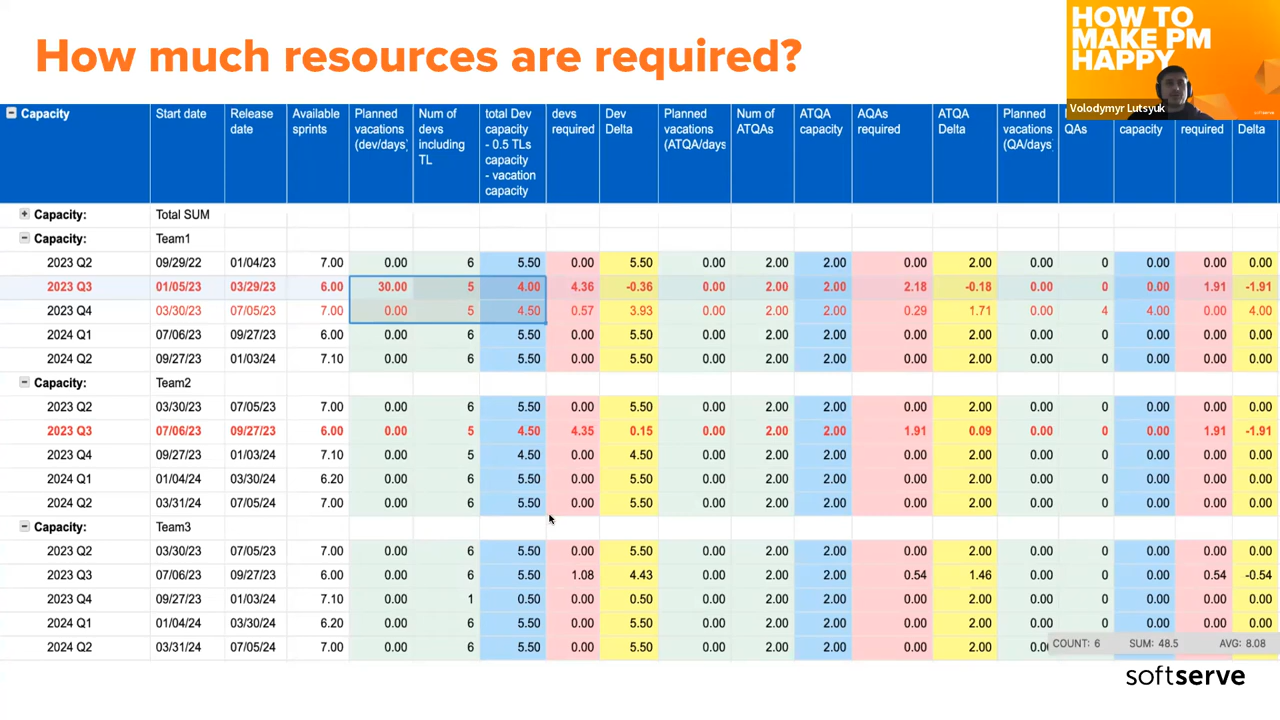 How much resources are required?
HOW TO
MAKE PM
HAPPY
Volodymyr Lutsyuk
softserve
Capacity Start date Release date Available sprints Planned vacations (dev/days) Num of devs including TL total Dev capacity - 0.5 TLs capacity - vacation capacity devs required Dev Delta Planned vacations (ATQA/days Num of ATQAs ATQA capacity AQAs required ATQA Delta Planned vacations (QA/days) QAs capacity required Delta
Capacity: Total SUM
Capacity: Team1
2023 Q2 09/29/22 01/04/23 7.00 0.00 6 5.50 0.00 5.50 0.00 2.00 2.00 0.00 2.00 0.00 0 0.00 0.00 0.00
2023 Q3 01/05/23 03/29/23 6.00 30.00 5 4.00 4.36 -0.36 0.00 2.00 2.00 2.18 -0.18 0.00 0 0.00 1.91 -1.91
2023 Q4 03/30/23 07/05/23 7.00 0.00 5 4.50 0.57 3.93 0.00 2.00 2.00 0.29 1.71 0.00 4 4.00 0.00 4.00
2024 Q1 07/06/23 09/27/23 6.00 0.00 6 5.50 0.00 5.50 0.00 2.00 2.00 0.00 2.00 0.00 0 0.00 0.00 0.00
2024 Q2 09/27/23 01/03/24 7.10 0.00 6 5.50 0.00 5.50 0.00 2.00 2.00 0.00 2.00 0.00 0 0.00 0.00 0.00
Capacity: Team2
2023 Q2 03/30/23 07/05/23 7.00 0.00 6 5.50 0.00 5.50 0.00 2.00 2.00 0.00 2.00 0.00 0 0.00 0.00 0.00
2023 Q3 07/06/23 09/27/23 6.00 0.00 5 4.50 4.35 0.15 0.00 2.00 2.00 1.91 0.09 0.00 0 0.00 1.91 -1.91
2023 Q4 09/27/23 01/03/24 7.10 0.00 5 4.50 0.00 4.50 0.00 2.00 2.00 0.00 2.00 0.00 0 0.00 0.00 0.00
2024 Q1 01/04/24 03/30/24 6.20 0.00 6 5.50 0.00 5.50 0.00 2.00 2.00 0.00 2.00 0.00 0 0.00 0.00 0.00
2024 Q2 03/31/24 07/05/24 7.00 0.00 6 5.50 0.00 5.50 0.00 2.00 2.00 0.00 2.00 0.00 0 0.00 0.00 0.00
Capacity: Team3
2023 Q2 03/30/23 07/05/23 7.00 0.00 6 5.50 0.00 5.50 0.00 2.00 2.00 0.00 2.00 0.00 0 0.00 0.00 0.00
2023 Q3 07/06/23 09/27/23 6.00 0.00 6 5.50 1.08 4.43 0.00 2.00 2.00 0.54 1.46 0.00 0 0.00 0.54 -0.54
2023 Q4 09/27/23 01/03/24 7.10 0.00 1 0.50 0.00 0.50 0.00 2.00 2.00 0.00 2.00 0.00 0 0.00 0.00 0.00
2024 Q1 01/04/24 03/30/24 6.20 0.00 6 5.50 0.00 5.50 0.00 2.00 2.00 0.00 2.00 0.00 0 0.00 0.00 0.00
2024 Q2 03/31/24 07/05/24 7.00 0.00 6 5.50 0.00 5.50 0.00 2.00 2.00 0.00 2.00
COUNT: 6 SUM: 48.5 AVG: 8.08
softserve